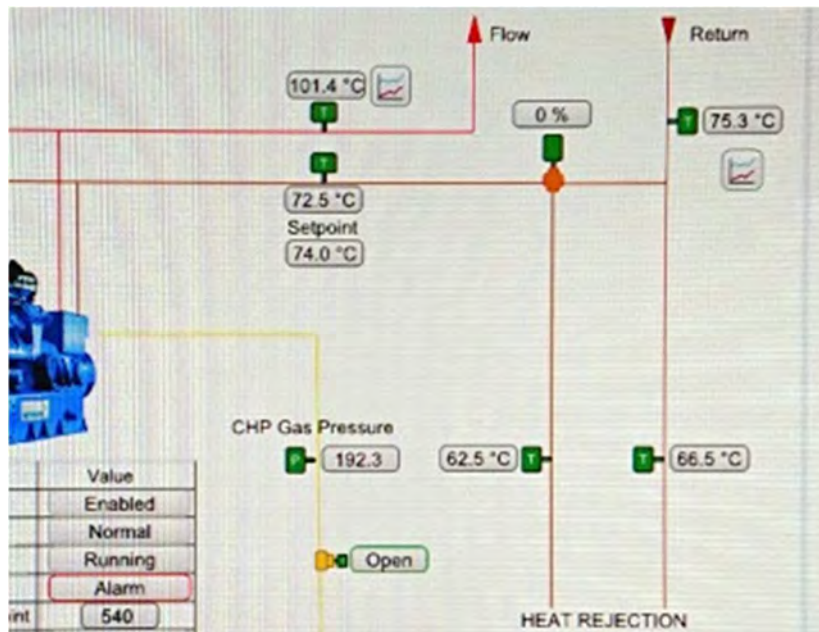 Flow
Return
101.4 °C
0 %
75.3 °C
72.5 °C
Setpoint
74.0 °C
CHP Gas Pressure
192.3
62.5 °C
66.5 °C
Value
Enabled
Normal
Running
Open
Alarm
540
HEAT REJECTION